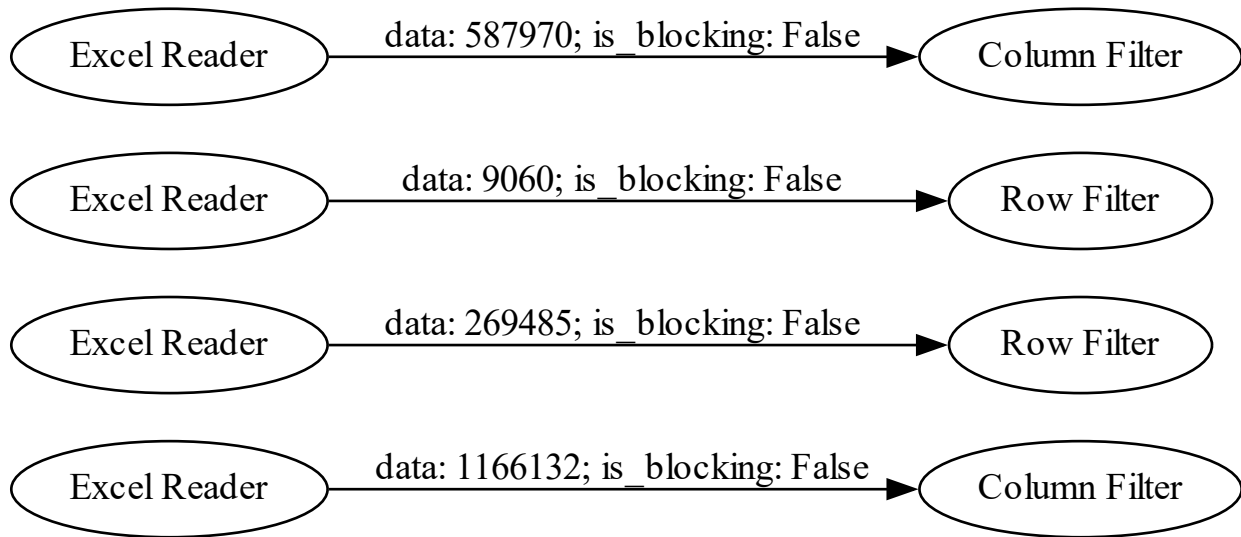 Excel Reader data: 587970; is_blocking: False Column Filter
Excel Reader data: 9060; is_blocking: False Row Filter
Excel Reader data: 269485; is_blocking: False Row Filter
Excel Reader data: 1166132; is_blocking: False Column Filter